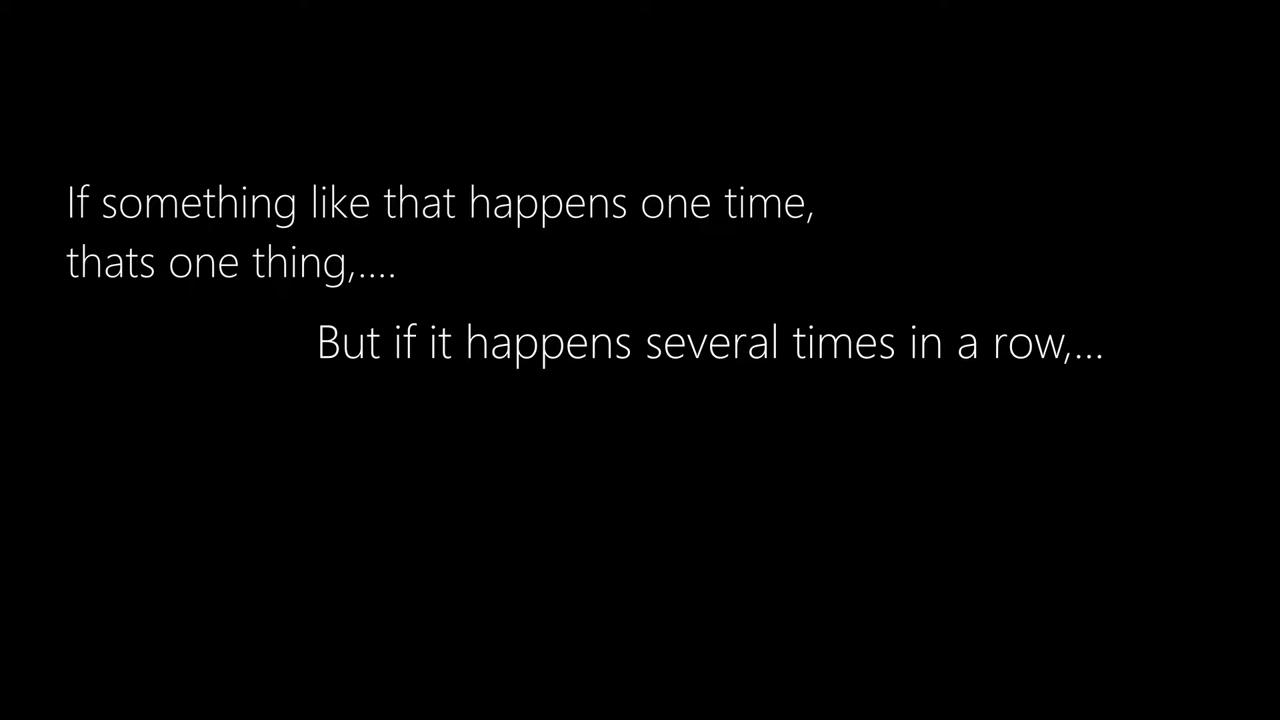 If something like that happens one time,
thats one thing,....
But if it happens several times in a row,...